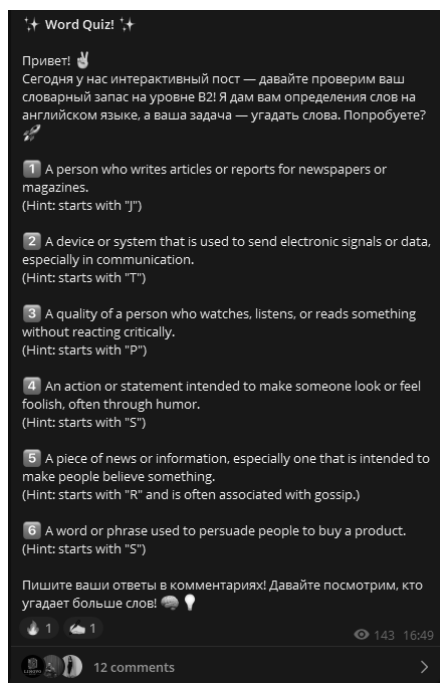 ✨ Word Quiz! ✨
Привет! ✌
Сегодня у нас интерактивный пост — давайте проверим ваш
словарный запас на уровне B2! Я дам вам определения слов на
английском языке, а ваша задача — угадать слова. Попробуете?
🚀
1️⃣ A person who writes articles or reports for newspapers or
magazines.
(Hint: starts with "J")
2️⃣ A device or system that is used to send electronic signals or data,
especially in communication.
(Hint: starts with "T")
3️⃣ A quality of a person who watches, listens, or reads something
without reacting critically.
(Hint: starts with "P")
4️⃣ An action or statement intended to make someone look or feel
foolish, often through humor.
(Hint: starts with "S")
5️⃣ A piece of news or information, especially one that is intended to
make people believe something.
(Hint: starts with "R" and is often associated with gossip.)
6️⃣ A word or phrase used to persuade people to buy a product.
(Hint: starts with "S")
Пишите ваши ответы в комментариях! Давайте посмотрим, кто
угадает больше слов! 🧠💡
🔥 1 ✍ 1
143 16:49
12 comments